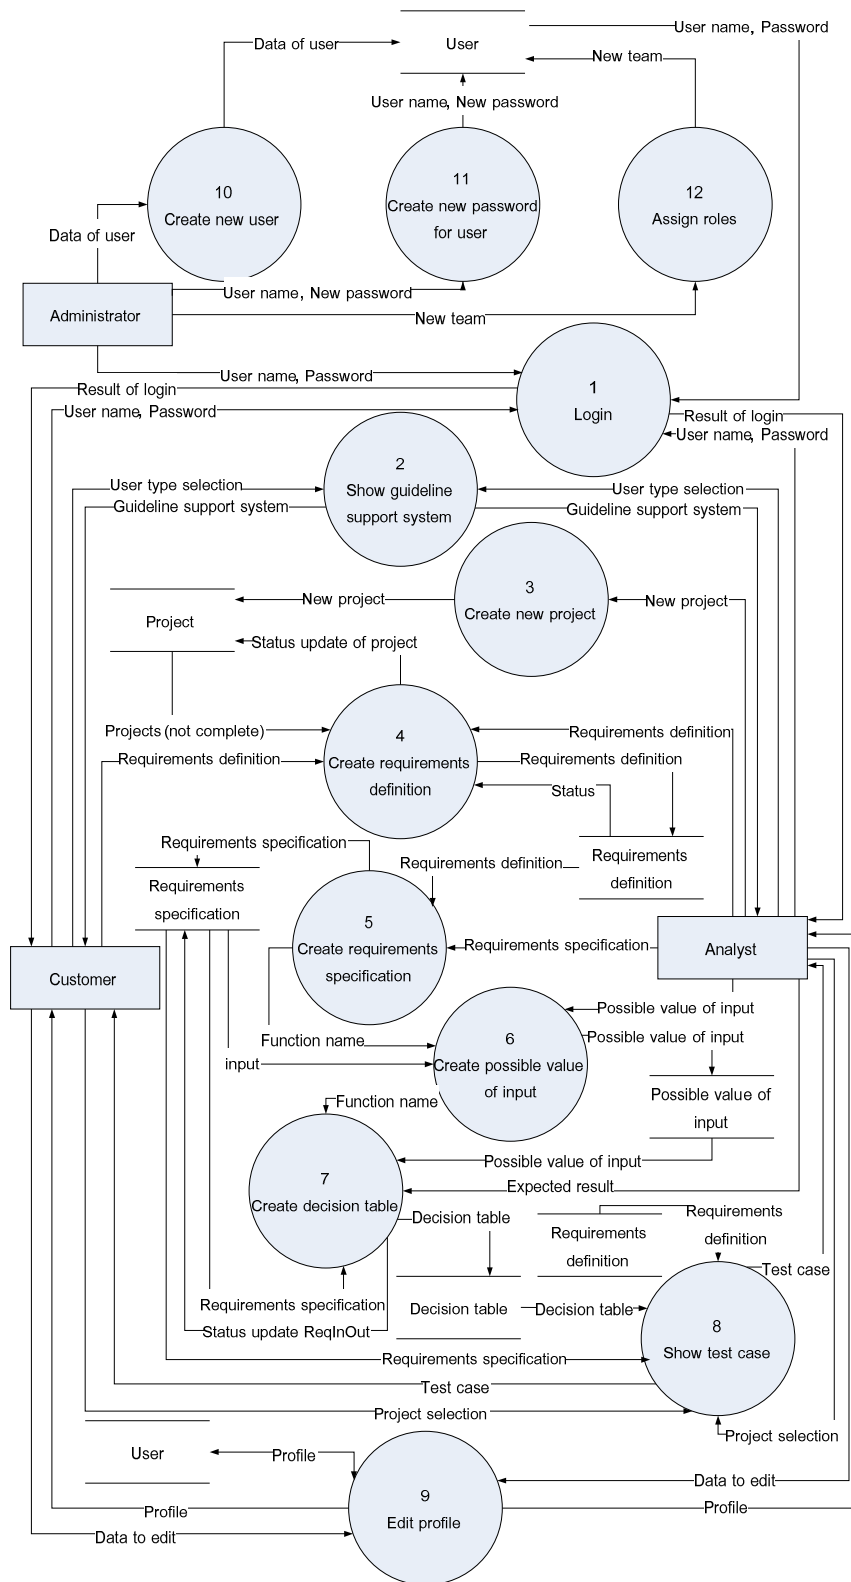 User
User name, Password
Data of user
New team
User name, New password
10
Create new user
11
Create new password
for user
12
Assign roles
Data of user
Administrator
User name, New password
New team
User name, Password
1
Login
Result of login
User name, Password
Result of login
User name, Password
2
Show guideline
support system
User type selection
Guideline support system
User type selection
Guideline support system
3
Create new project
New project
New project
Project
Status update of project
Projects (not complete)
Requirements definition
4
Create requirements
definition
Requirements definition
Requirements definition
Status
Requirements specification
Requirements
specification
Requirements definition
Requirements
definition
5
Create requirements
specification
Requirements specification
Analyst
Customer
Possible value of input
Possible value of input
Function name
input
6
Create possible value
of input
Possible value of
input
Function name
Possible value of input
7
Create decision table
Expected result
Decision table
Requirements
definition
Requirements
definition
Test case
Requirements specification
Status update ReqInOut
Decision table
Decision table
8
Show test case
Requirements specification
Test case
Project selection
Project selection
User
Profile
Data to edit
9
Edit profile
Profile
Profile
Data to edit